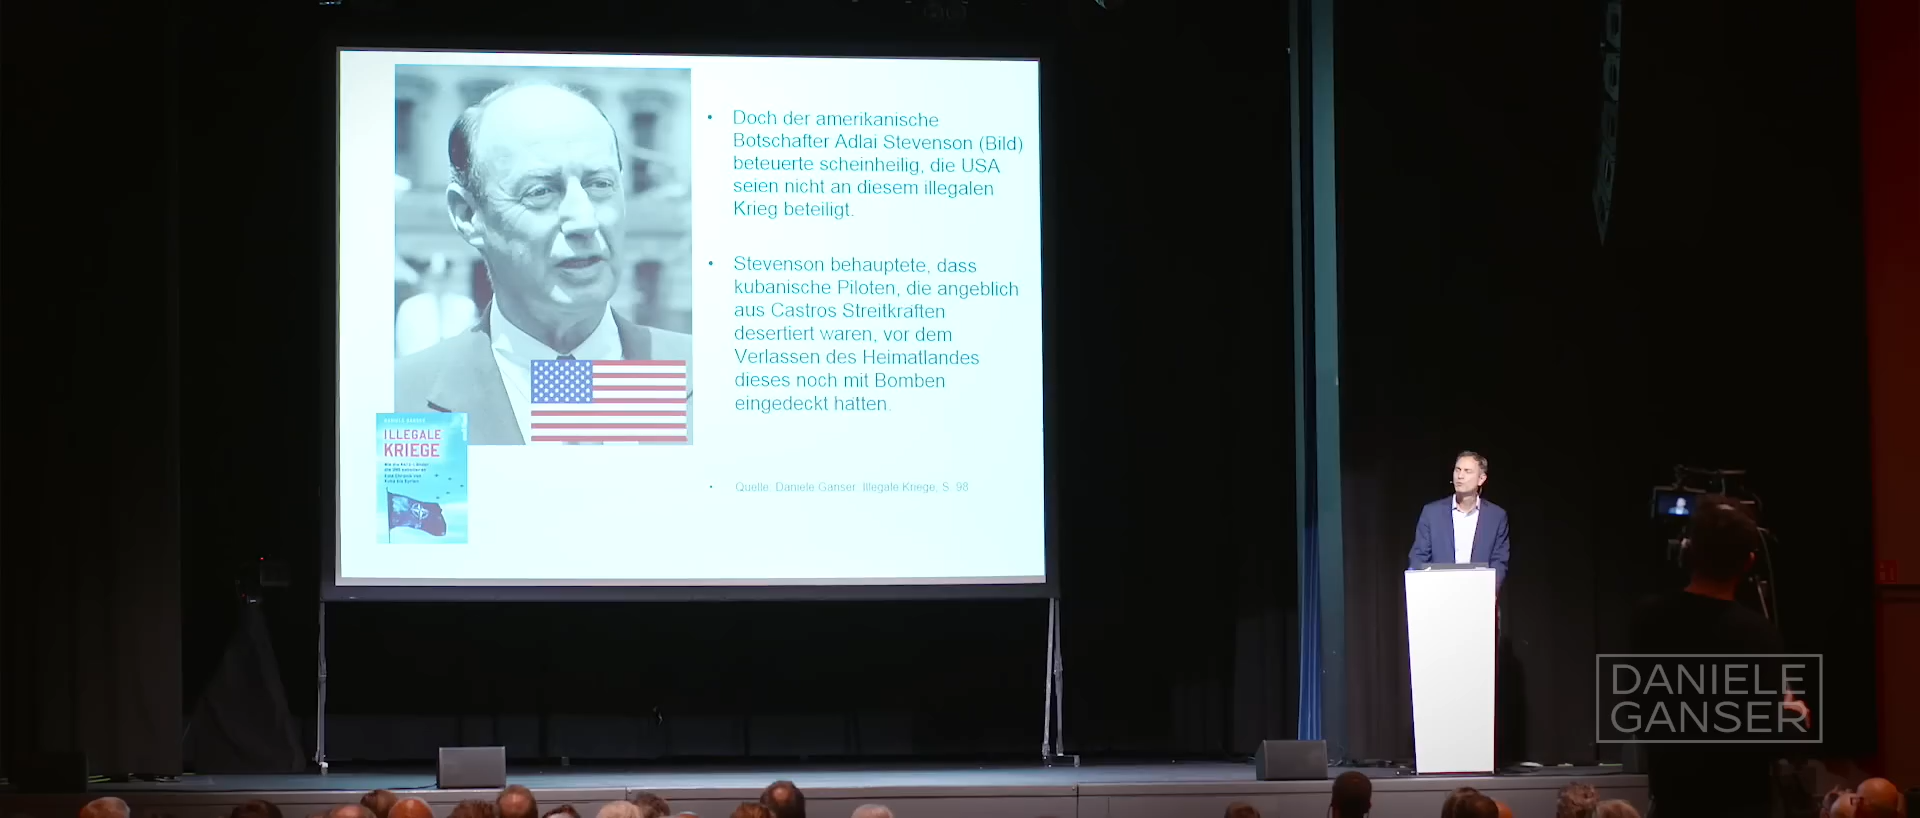 • Doch der amerikanische
Botschafter Adlai Stevenson (Bild)
beteuerte scheinheilig, die USA
seien nicht an diesem illegalen
Krieg beteiligt.
• Stevenson behauptete, dass
kubanische Piloten, die angeblich
aus Castros Streitkräften
desertiert waren, vor dem
Verlassen des Heimatlandes
dieses noch mit Bomben
eingedeckt hatten.
• Quelle: Daniele Ganser: Illegale Kriege, S. 98
DANIELE GANSER
ILLEGALE
KRIEGE
DANIELE
GANSER